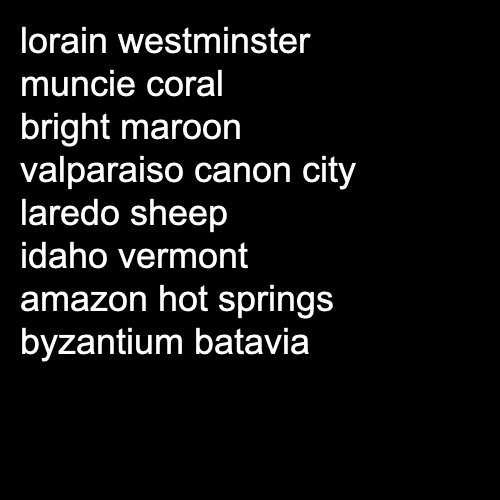 lorain westminster
muncie coral
bright maroon
valparaiso canon city
laredo sheep
idaho vermont
amazon hot springs
byzantium batavia